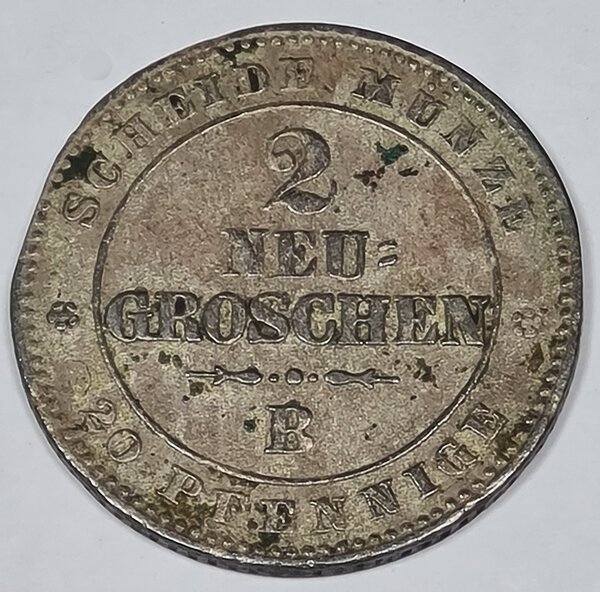 SCHEIDE MÜNZE
2
NEU=
GROSCHEN
B
20 PFENNIGE